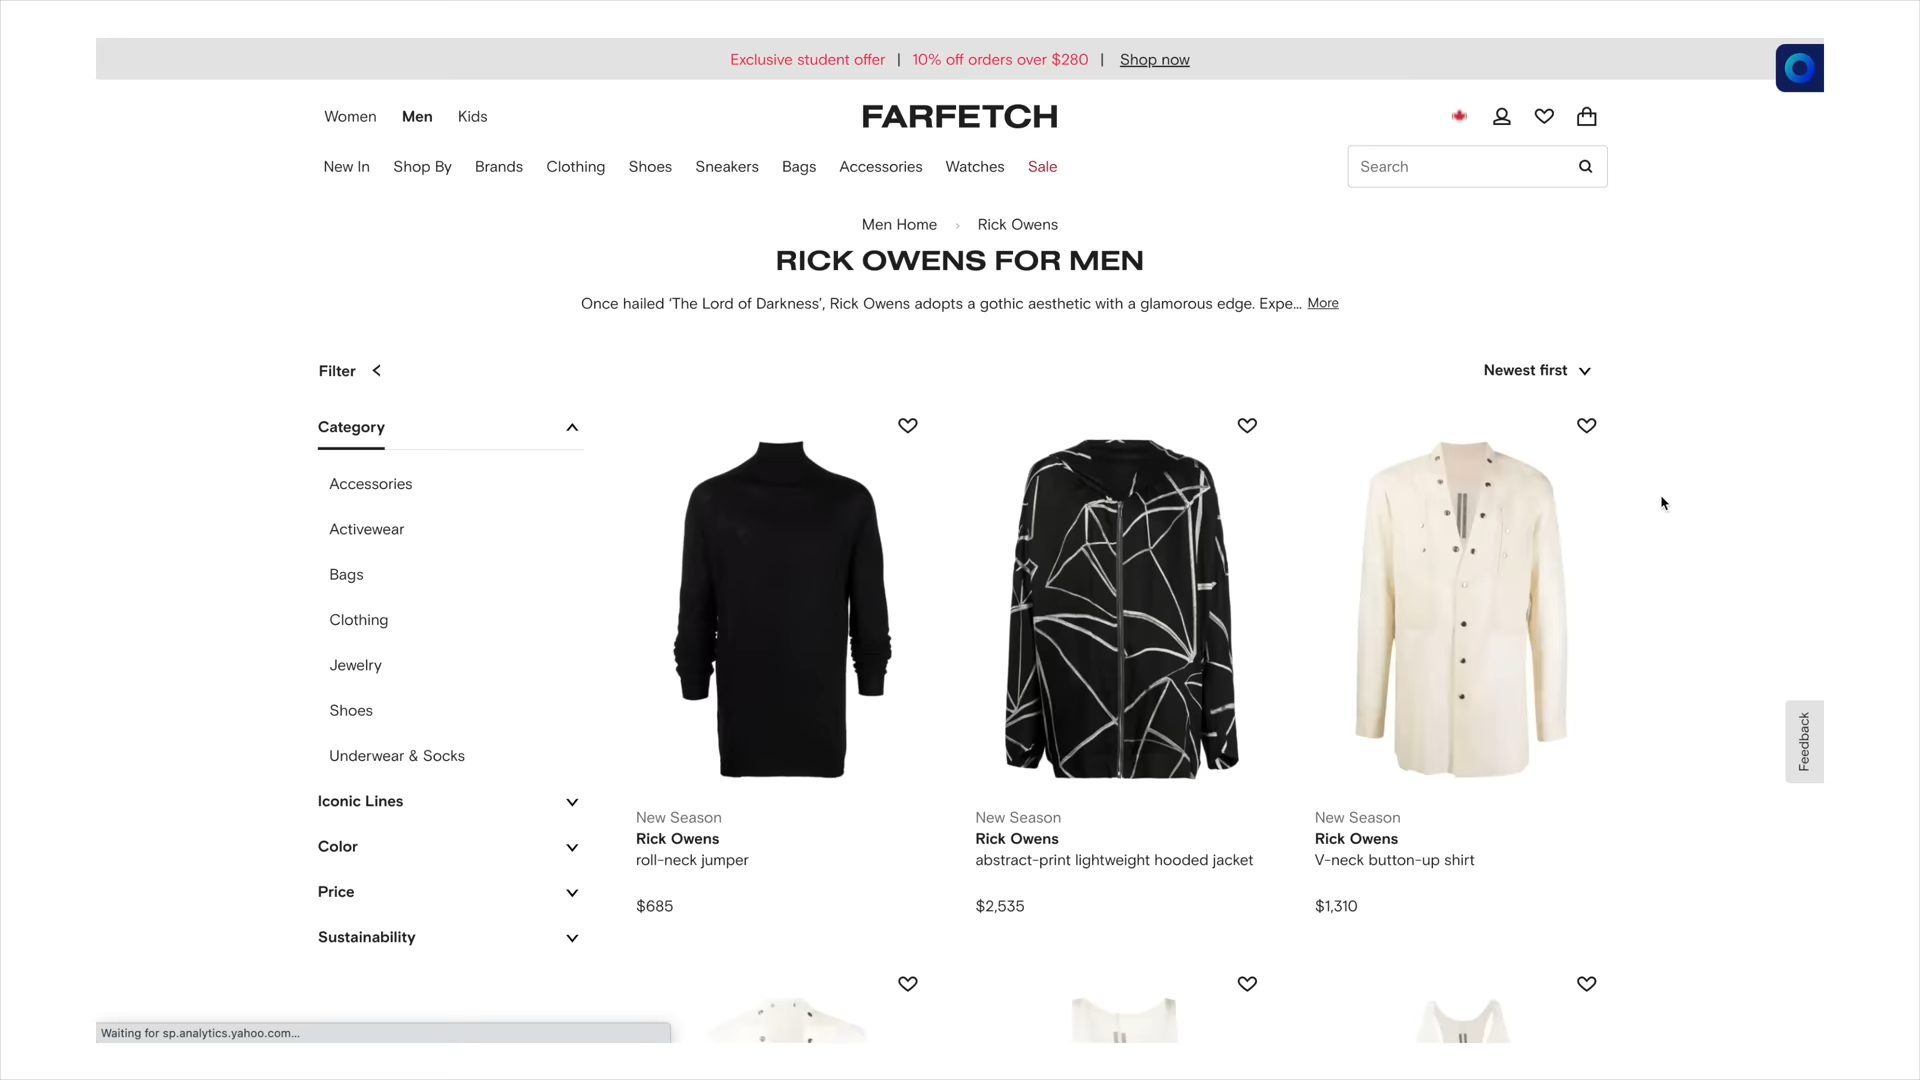 Exclusive student offer | 10% off orders over $280 | Shop now
Women Men Kids
FARFETCH
New In Shop By Brands Clothing Shoes Sneakers Bags Accessories Watches Sale
Search
Men Home › Rick Owens
RICK OWENS FOR MEN
Once hailed ‘The Lord of Darkness’, Rick Owens adopts a gothic aesthetic with a glamorous edge. Expe... More
Filter
Newest first
Category
Accessories
Activewear
Bags
Clothing
Jewelry
Shoes
Underwear & Socks
Iconic Lines
Color
Price
Sustainability
New Season
Rick Owens
roll-neck jumper
$685
New Season
Rick Owens
abstract-print lightweight hooded jacket
$2,535
New Season
Rick Owens
V-neck button-up shirt
$1,310
Feedback
Waiting for sp.analytics.yahoo.com...